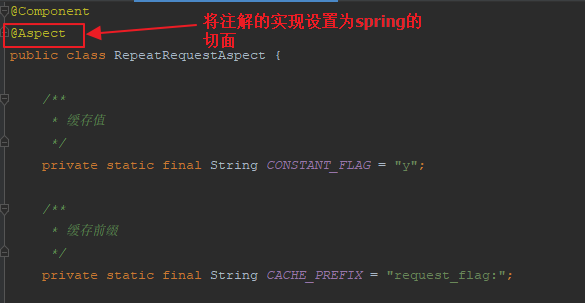 @Component
将注解的实现设置为spring的
@Aspect
切面
public class RepeatRequestAspect {
/**
* 缓存值
*/
private static final String CONSTANT_FLAG = "y";
/**
* 缓存前缀
*/
private static final String CACHE_PREFIX = "request_flag:";